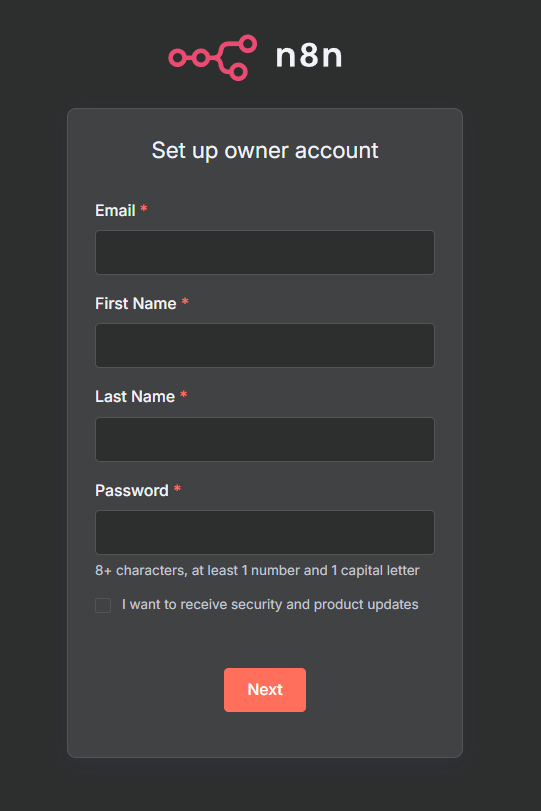 n8n
Set up owner account
Email *
First Name *
Last Name *
Password *
8+ characters, at least 1 number and 1 capital letter
I want to receive security and product updates
Next